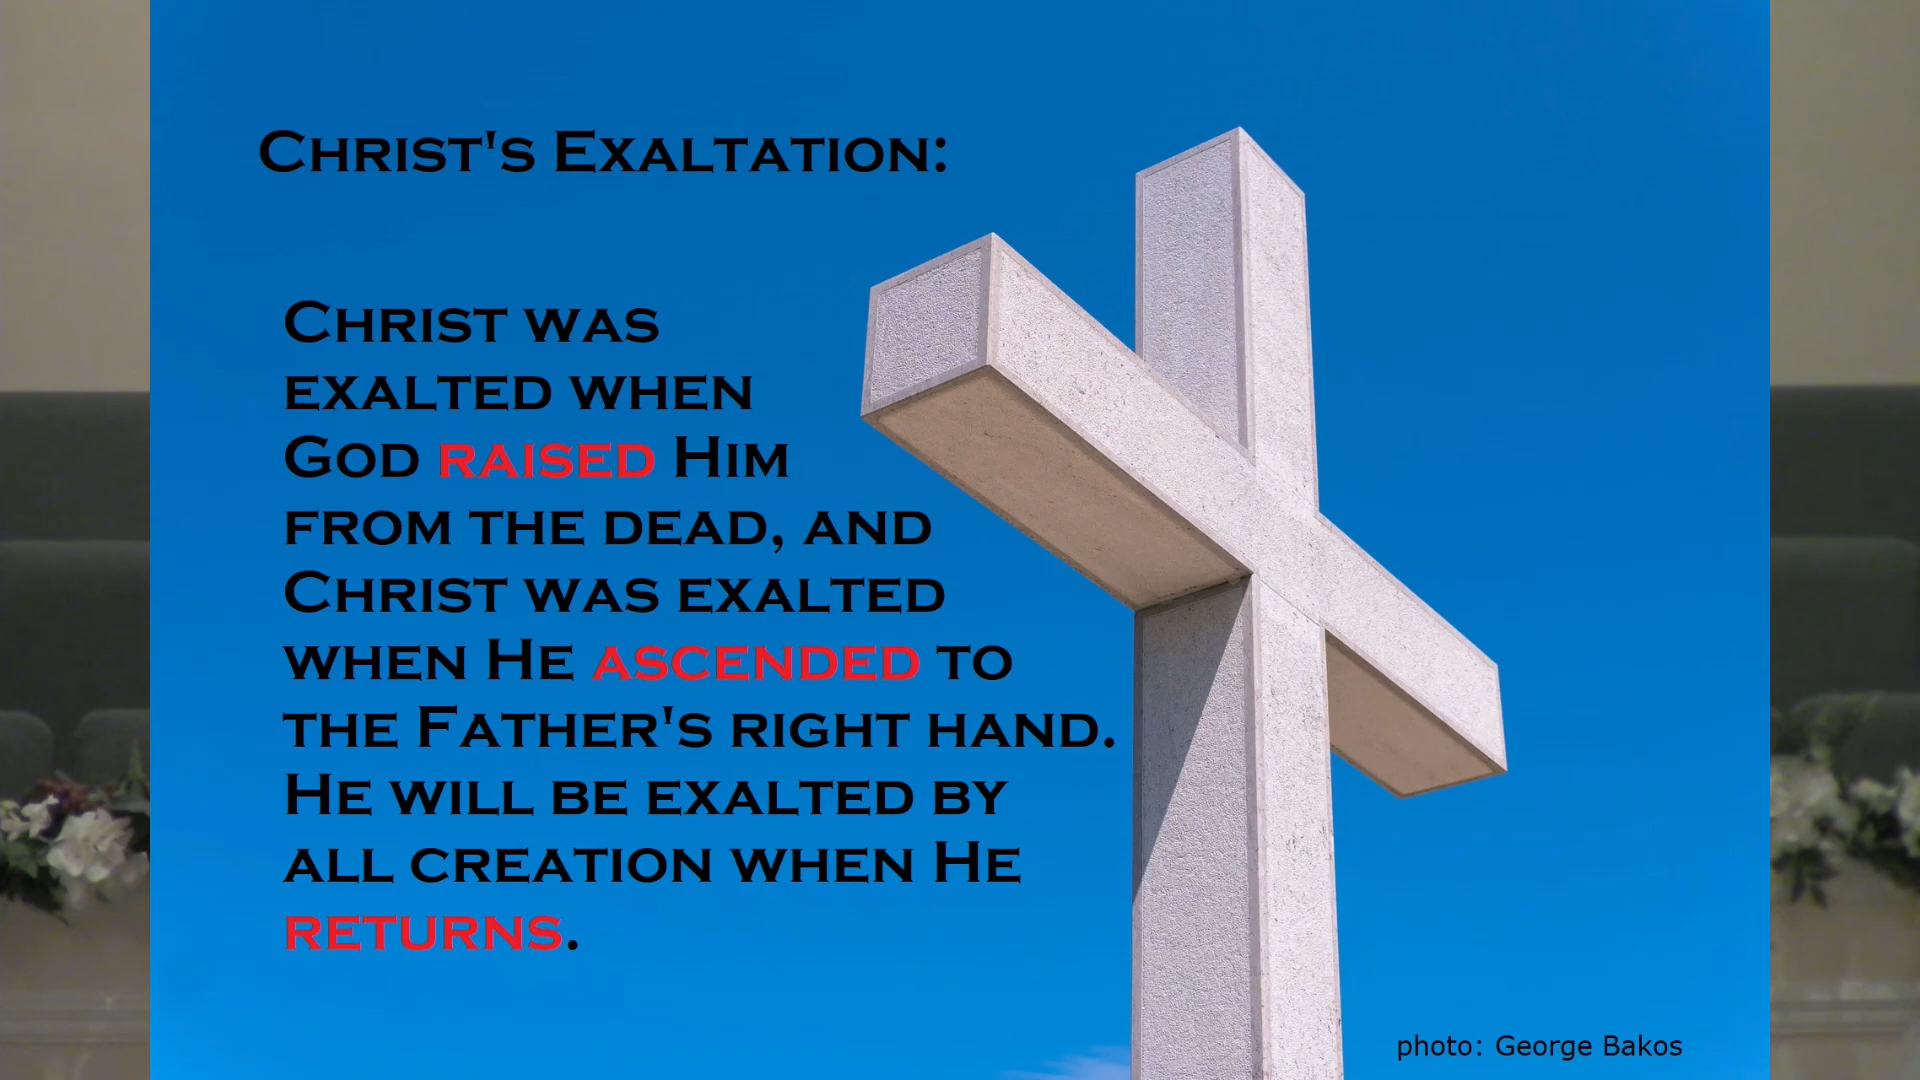 Christ's Exaltation:
Christ was
exalted when
God raised Him
from the dead, and
Christ was exalted
when He ascended to
the Father's right hand.
He will be exalted by
all creation when He
returns.
photo: George Bakos